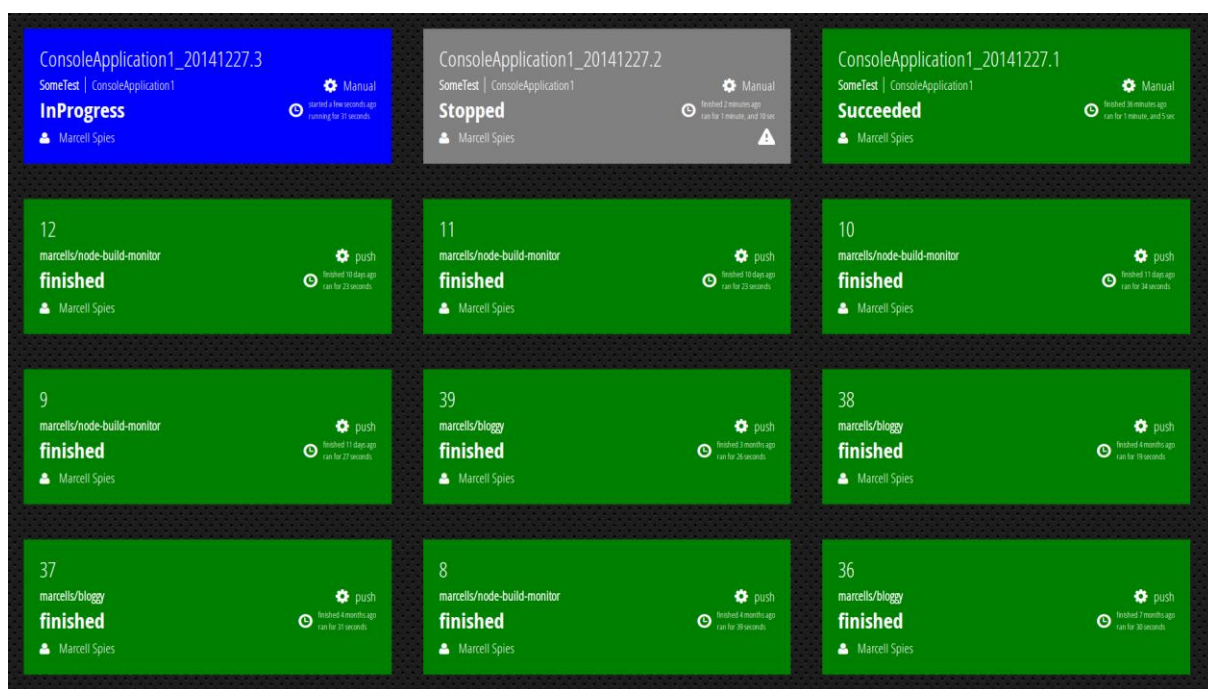 ConsoleApplication1_20141227.3
SomeTest | ConsoleApplication1
Manual
InProgress
started a few seconds ago
running for 31 seconds
Marcell Spies
ConsoleApplication1_20141227.2
SomeTest | ConsoleApplication1
Manual
Stopped
finished 2 minutes ago
ran for 1 minute, and 10 sec
Marcell Spies
ConsoleApplication1_20141227.1
SomeTest | ConsoleApplication1
Manual
Succeeded
finished 36 minutes ago
ran for 1 minute, and 5 sec
Marcell Spies
12
marcells/node-build-monitor
push
finished
finished 10 days ago
ran for 23 seconds
Marcell Spies
11
marcells/node-build-monitor
push
finished
finished 10 days ago
ran for 23 seconds
Marcell Spies
10
marcells/node-build-monitor
push
finished
finished 11 days ago
ran for 34 seconds
Marcell Spies
9
marcells/node-build-monitor
push
finished
finished 11 days ago
ran for 27 seconds
Marcell Spies
39
marcells/bloggy
push
finished
finished 3 months ago
ran for 26 seconds
Marcell Spies
38
marcells/bloggy
push
finished
finished 4 months ago
ran for 19 seconds
Marcell Spies
37
marcells/bloggy
push
finished
finished 4 months ago
ran for 31 seconds
Marcell Spies
8
marcells/node-build-monitor
push
finished
finished 4 months ago
ran for 39 seconds
Marcell Spies
36
marcells/bloggy
push
finished
finished 7 months ago
ran for 30 seconds
Marcell Spies